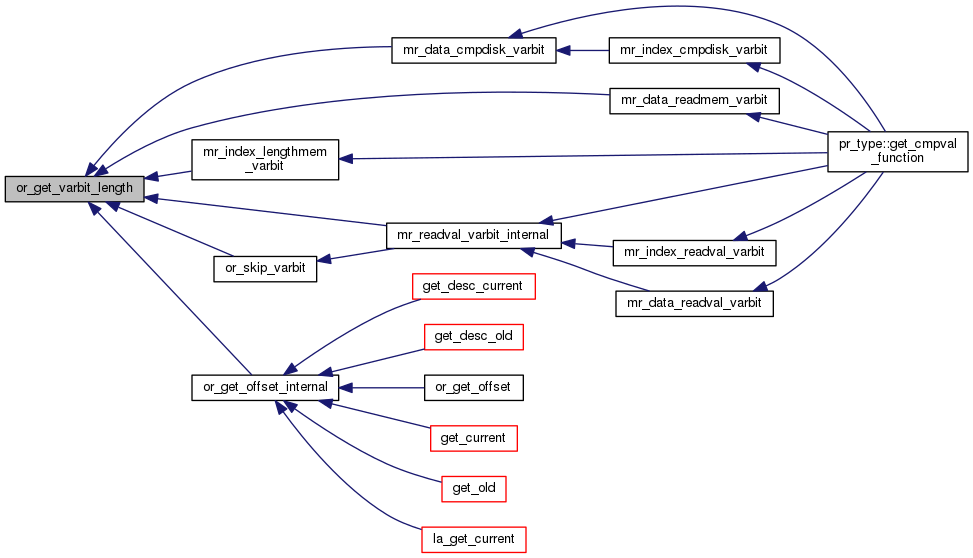 mr_data_cmpdisk_varbit
mr_index_cmpdisk_varbit
mr_data_readmem_varbit
mr_index_lengthmem
_varbit
pr_type::get_cmpval
_function
or_get_varbit_length
mr_readval_varbit_internal
mr_index_readval_varbit
or_skip_varbit
mr_data_readval_varbit
get_desc_current
get_desc_old
or_get_offset_internal
or_get_offset
get_current
get_old
la_get_current